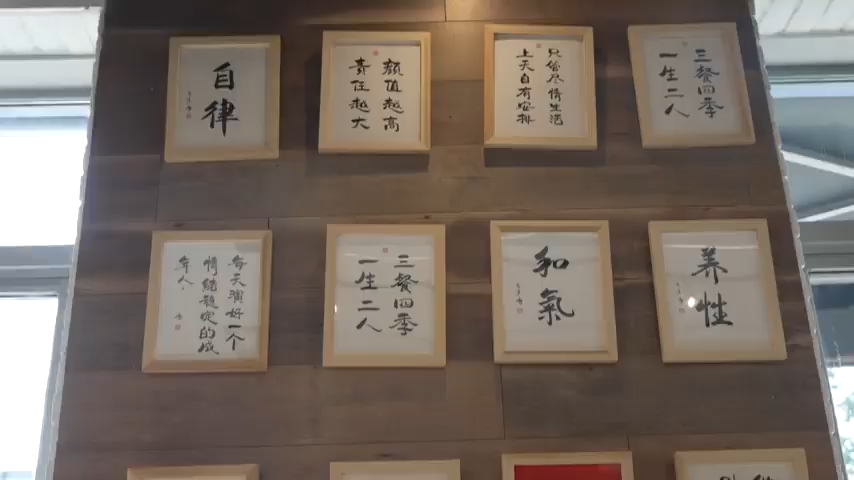 自律
颜值越高
责任越大
只管尽情生活
上天自有安排
三餐四季
一生二人
每天演好一个
情绪稳定的成
年人。
三餐四季
一生二人
和氣
养性